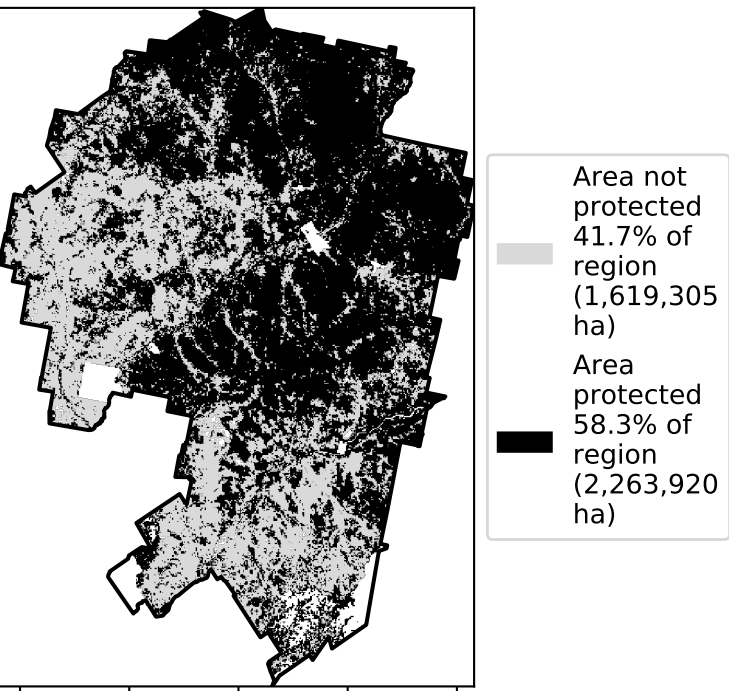 Area not
protected
41.7% of
region
(1,619,305
ha)
Area
protected
58.3% of
region
(2,263,920
ha)